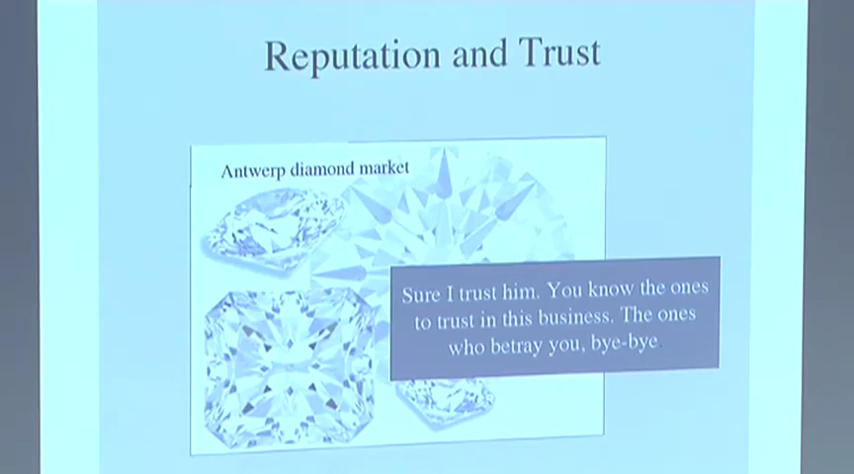 Reputation and Trust
Antwerp diamond market
Sure I trust him. You know the ones
to trust in this business. The ones
who betray you, bye-bye.